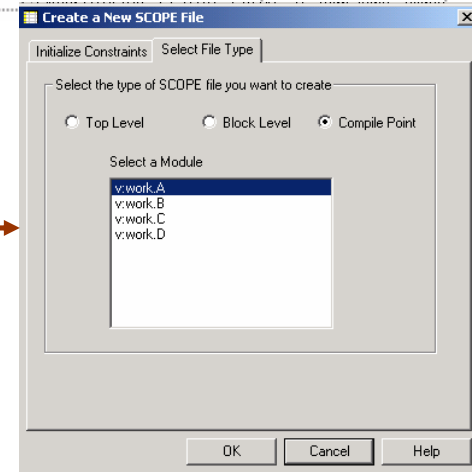 Create a New SCOPE File
Initialize Constraints Select File Type
Select the type of SCOPE file you want to create
Top Level Block Level Compile Point
Select a Module
v:work.A
v:work.B
v:work.C
v:work.D
OK Cancel Help